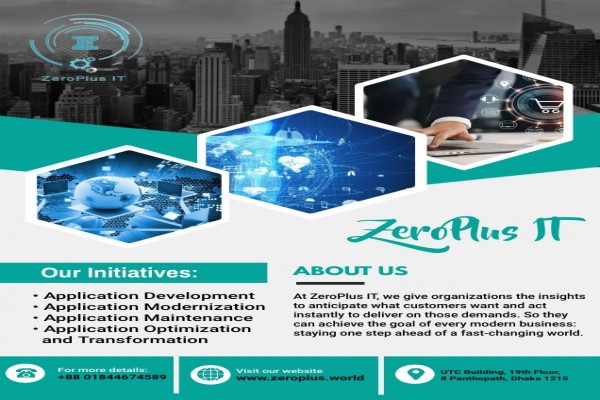 ZeroPlus IT
ZeroPlus IT
Our Initiatives:
• Application Development
• Application Modernization
• Application Maintenance
• Application Optimization
and Transformation
ABOUT US
At ZeroPlus IT, we give organizations the insights
to anticipate what customers want and act
instantly to deliver on those demands. So they
can achieve the goal of every modern business:
staying one step ahead of a fast-changing world.
For more details:
+88 01844674589
Visit our website
www.zeroplus.world
UTC Building, 19th Floor,
8 Panthopath, Dhaka 1215